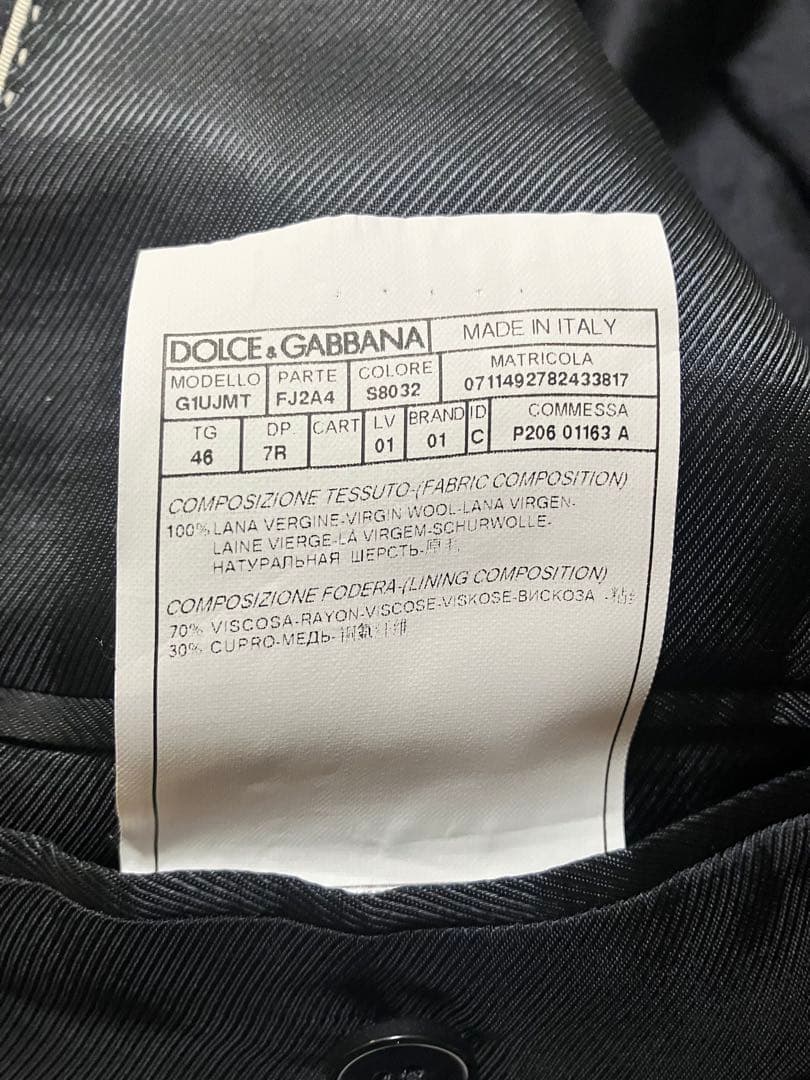 DOLCE & GABBANA MADE IN ITALY
MODELLO PARTE COLORE MATRICOLA
G1UJMT FJ2A4 S8032 0711492782433817
TG DP. CART LV BRAND ID COMMESSA
46 7R 01 01 C P206 01163 A
COMPOSIZIONE TESSUTO-(FABRIC COMPOSITION)
100% LANA VERGINE-VIRGIN WOOL-LANA VIRGEN-
LAINE VIERGE-LÃ VIRGEM-SCHURWOLLE-
НАТУРАЛЬНАЯ ШЕРСТЬ-原毛
COMPOSIZIONE FODERA-(LINING COMPOSITION)
70% VISCOSA-RAYON-VISCOSE-VISKOSE-ВИСКОЗА
30% CUPRO-МЕДЬ-